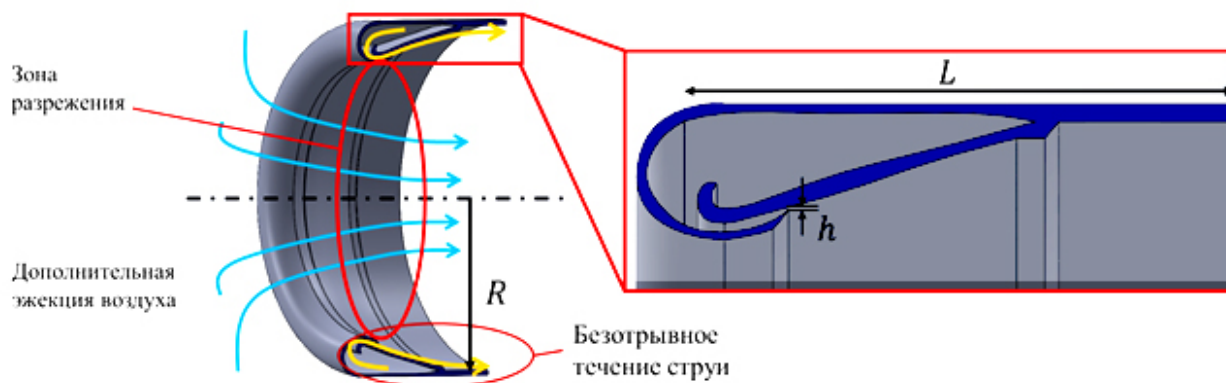 Зона
разрежения
Дополнительная
эжекция воздуха
R
Безотрывное
течение струи
L
h